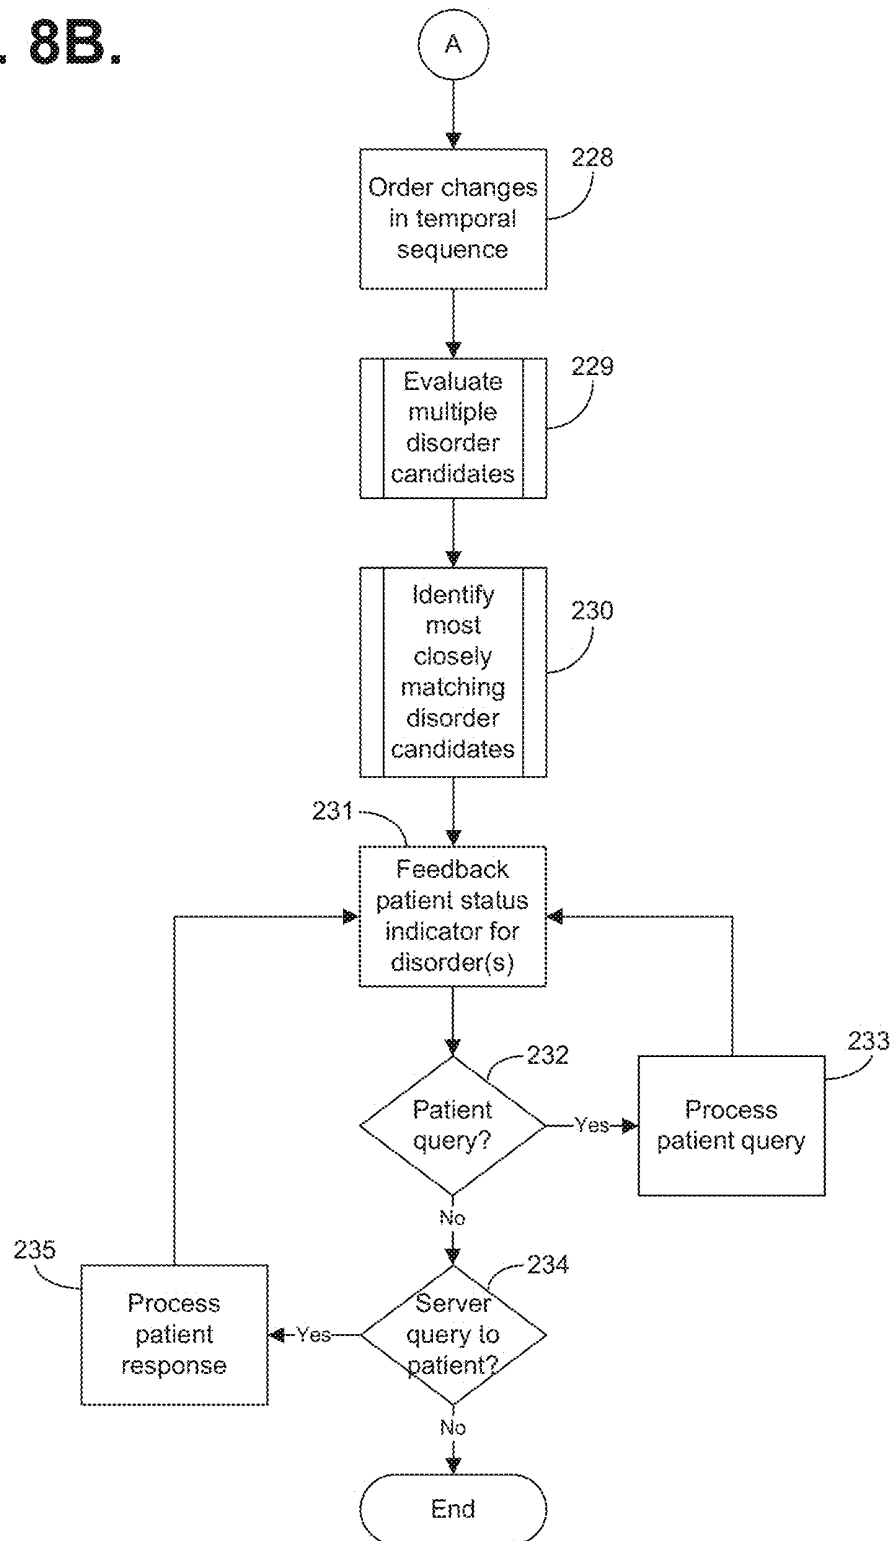 . 8B.
A
228
Order changes
in temporal
sequence
229
Evaluate
multiple
disorder
candidates
230
Identify
most
closely
matching
disorder
candidates
231
Feedback
patient status
indicator for
disorder(s)
232
Patient
query?
Yes
233
Process
patient query
No
234
Server
query to
patient?
Yes
235
Process
patient
response
No
End